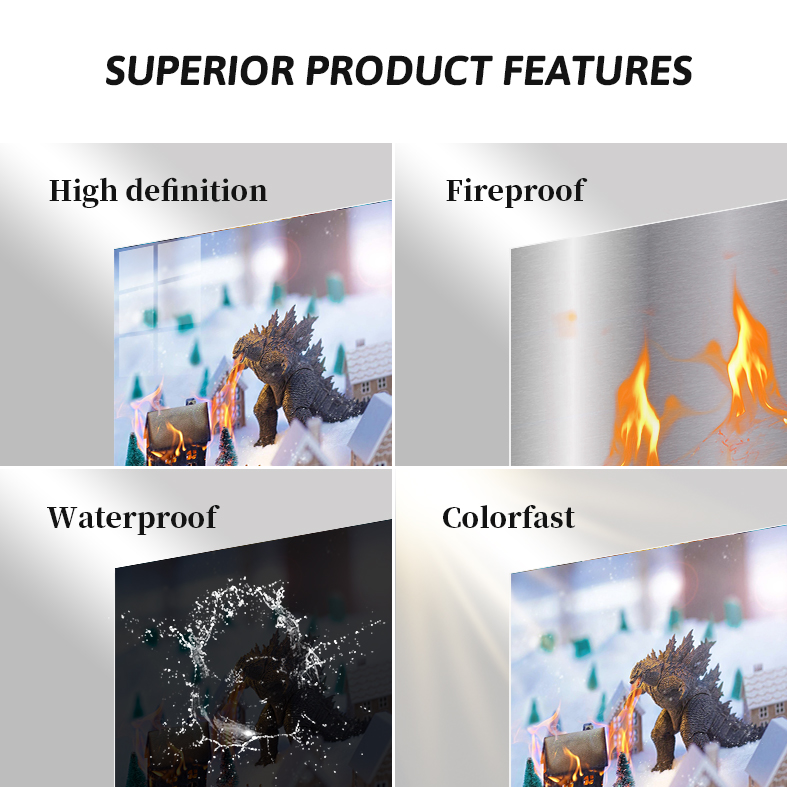 SUPERIOR PRODUCT FEATURES
High definition
Fireproof
Waterproof
Colorfast